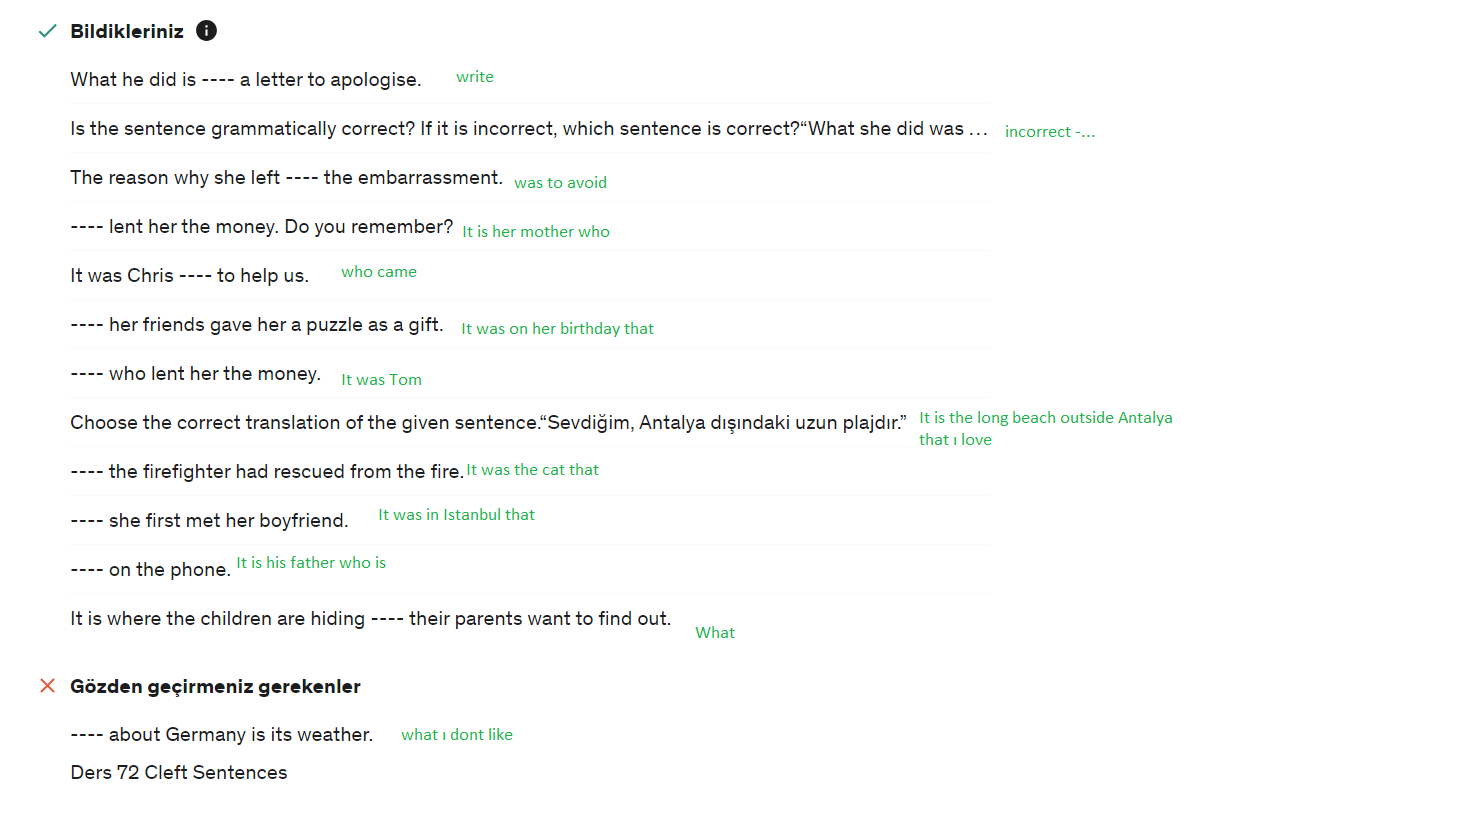 Bildikleriniz
What he did is ---- a letter to apologise. write
Is the sentence grammatically correct? If it is incorrect, which sentence is correct?“What she did was ... incorrect -...
The reason why she left ---- the embarrassment. was to avoid
---- lent her the money. Do you remember? It is her mother who
It was Chris ---- to help us. who came
---- her friends gave her a puzzle as a gift. It was on her birthday that
---- who lent her the money. It was Tom
Choose the correct translation of the given sentence.“Sevdiğim, Antalya dışındaki uzun plajdır.” It is the long beach outside Antalya
that ı love
---- the firefighter had rescued from the fire. It was the cat that
---- she first met her boyfriend. It was in Istanbul that
---- on the phone. It is his father who is
It is where the children are hiding ---- their parents want to find out. What
Gözden geçirmeniz gerekenler
---- about Germany is its weather. what ı dont like
Ders 72 Cleft Sentences